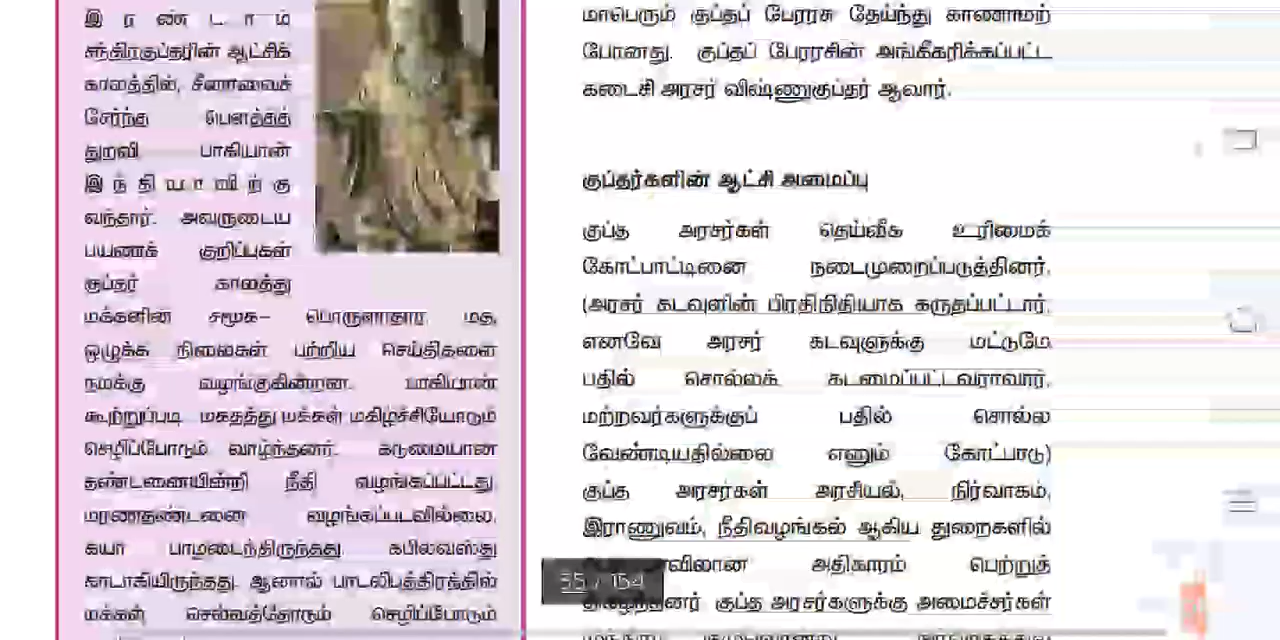 இரண்டாம்
சந்திரகுப்தரின் ஆட்சிக்
காலத்தில், சீனாவைச்
சேர்ந்த பௌத்தத்
துறவி பாகியான்
இந்தியாவிற்கு
வந்தார். அவருடைய
பயணக் குறிப்புகள்
குப்தர் காலத்து
மக்களின் சமூக– பொருளாதார மத,
ஒழுக்க நிலைகள் பற்றிய செய்திகளை
நமக்கு வழங்குகின்றன. பாகியான்
கூற்றுப்படி மகதத்து மக்கள் மகிழ்ச்சியோடும்
செழிப்போடும் வாழ்ந்தனர். கடுமையான
தண்டனையின்றி நீதி வழங்கப்பட்டது.
மரணதண்டனை வழங்கப்படவில்லை.
கயா பாழடைந்திருந்தது. கபிலவஸ்து
காடாகியிருந்தது. ஆனால் பாடலிபுத்திரத்தில்
மக்கள் செல்வத்தோடும் செழிப்போடும்
மாபெரும் குப்தப் பேரரசு தேய்ந்து காணாமற்
போனது. குப்தப் பேரரசின் அங்கீகரிக்கப்பட்ட
கடைசி அரசர் விஷ்ணுகுப்தர் ஆவார்.
குப்தர்களின் ஆட்சி அமைப்பு
குப்த அரசர்கள் தெய்வீக உரிமைக்
கோட்பாட்டினை நடைமுறைப்படுத்தினர்.
(அரசர் கடவுளின் பிரதிநிதியாக கருதப்பட்டார்.
எனவே அரசர் கடவுளுக்கு மட்டுமே
பதில் சொல்லக் கடமைப்பட்டவராவார்.
மற்றவர்களுக்குப் பதில் சொல்ல
வேண்டியதில்லை எனும் கோட்பாடு)
குப்த அரசர்கள் அரசியல், நிர்வாகம்,
இராணுவம், நீதிவழங்கல் ஆகிய துறைகளில்
அதிகாரம் பெற்றுத்
குப்த அரசர்களுக்கு அமைச்சர்கள்
55 / 164